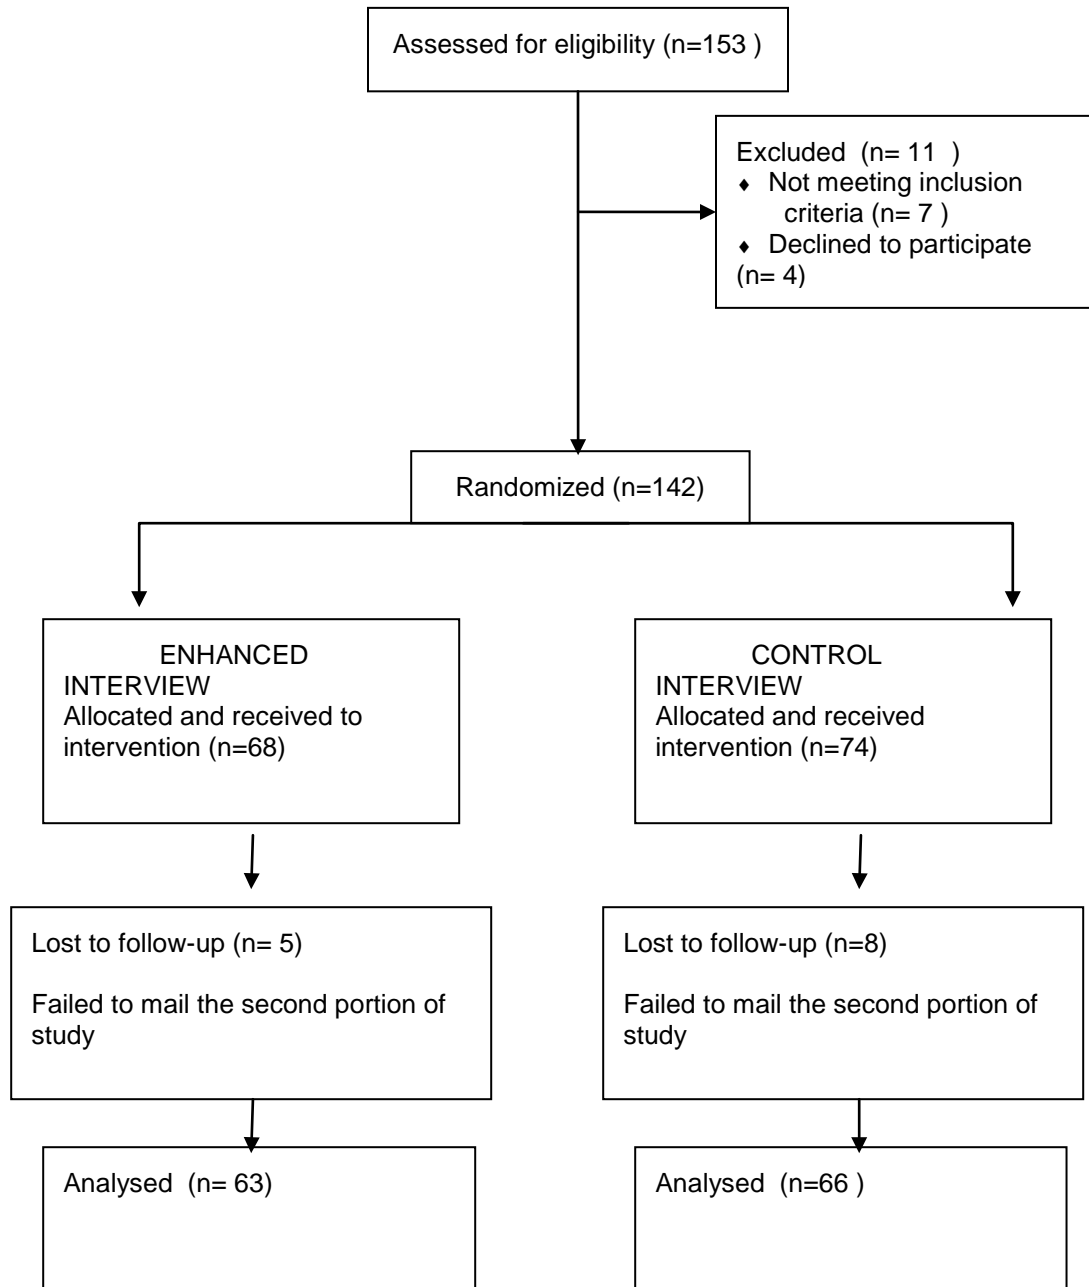 Assessed for eligibility (n=153 )
Excluded  (n= 11  )
♦ Not meeting inclusion
criteria (n= 7 )
♦ Declined to participate
(n= 4)
Randomized (n=142)
ENHANCED
INTERVIEW
Allocated and received to
intervention (n=68)
CONTROL
INTERVIEW
Allocated and received
intervention (n=74)
Lost to follow-up (n= 5)
Failed to mail the second portion of
study
Lost to follow-up (n=8)
Failed to mail the second portion of
study
Analysed  (n= 63)
Analysed  (n=66 )